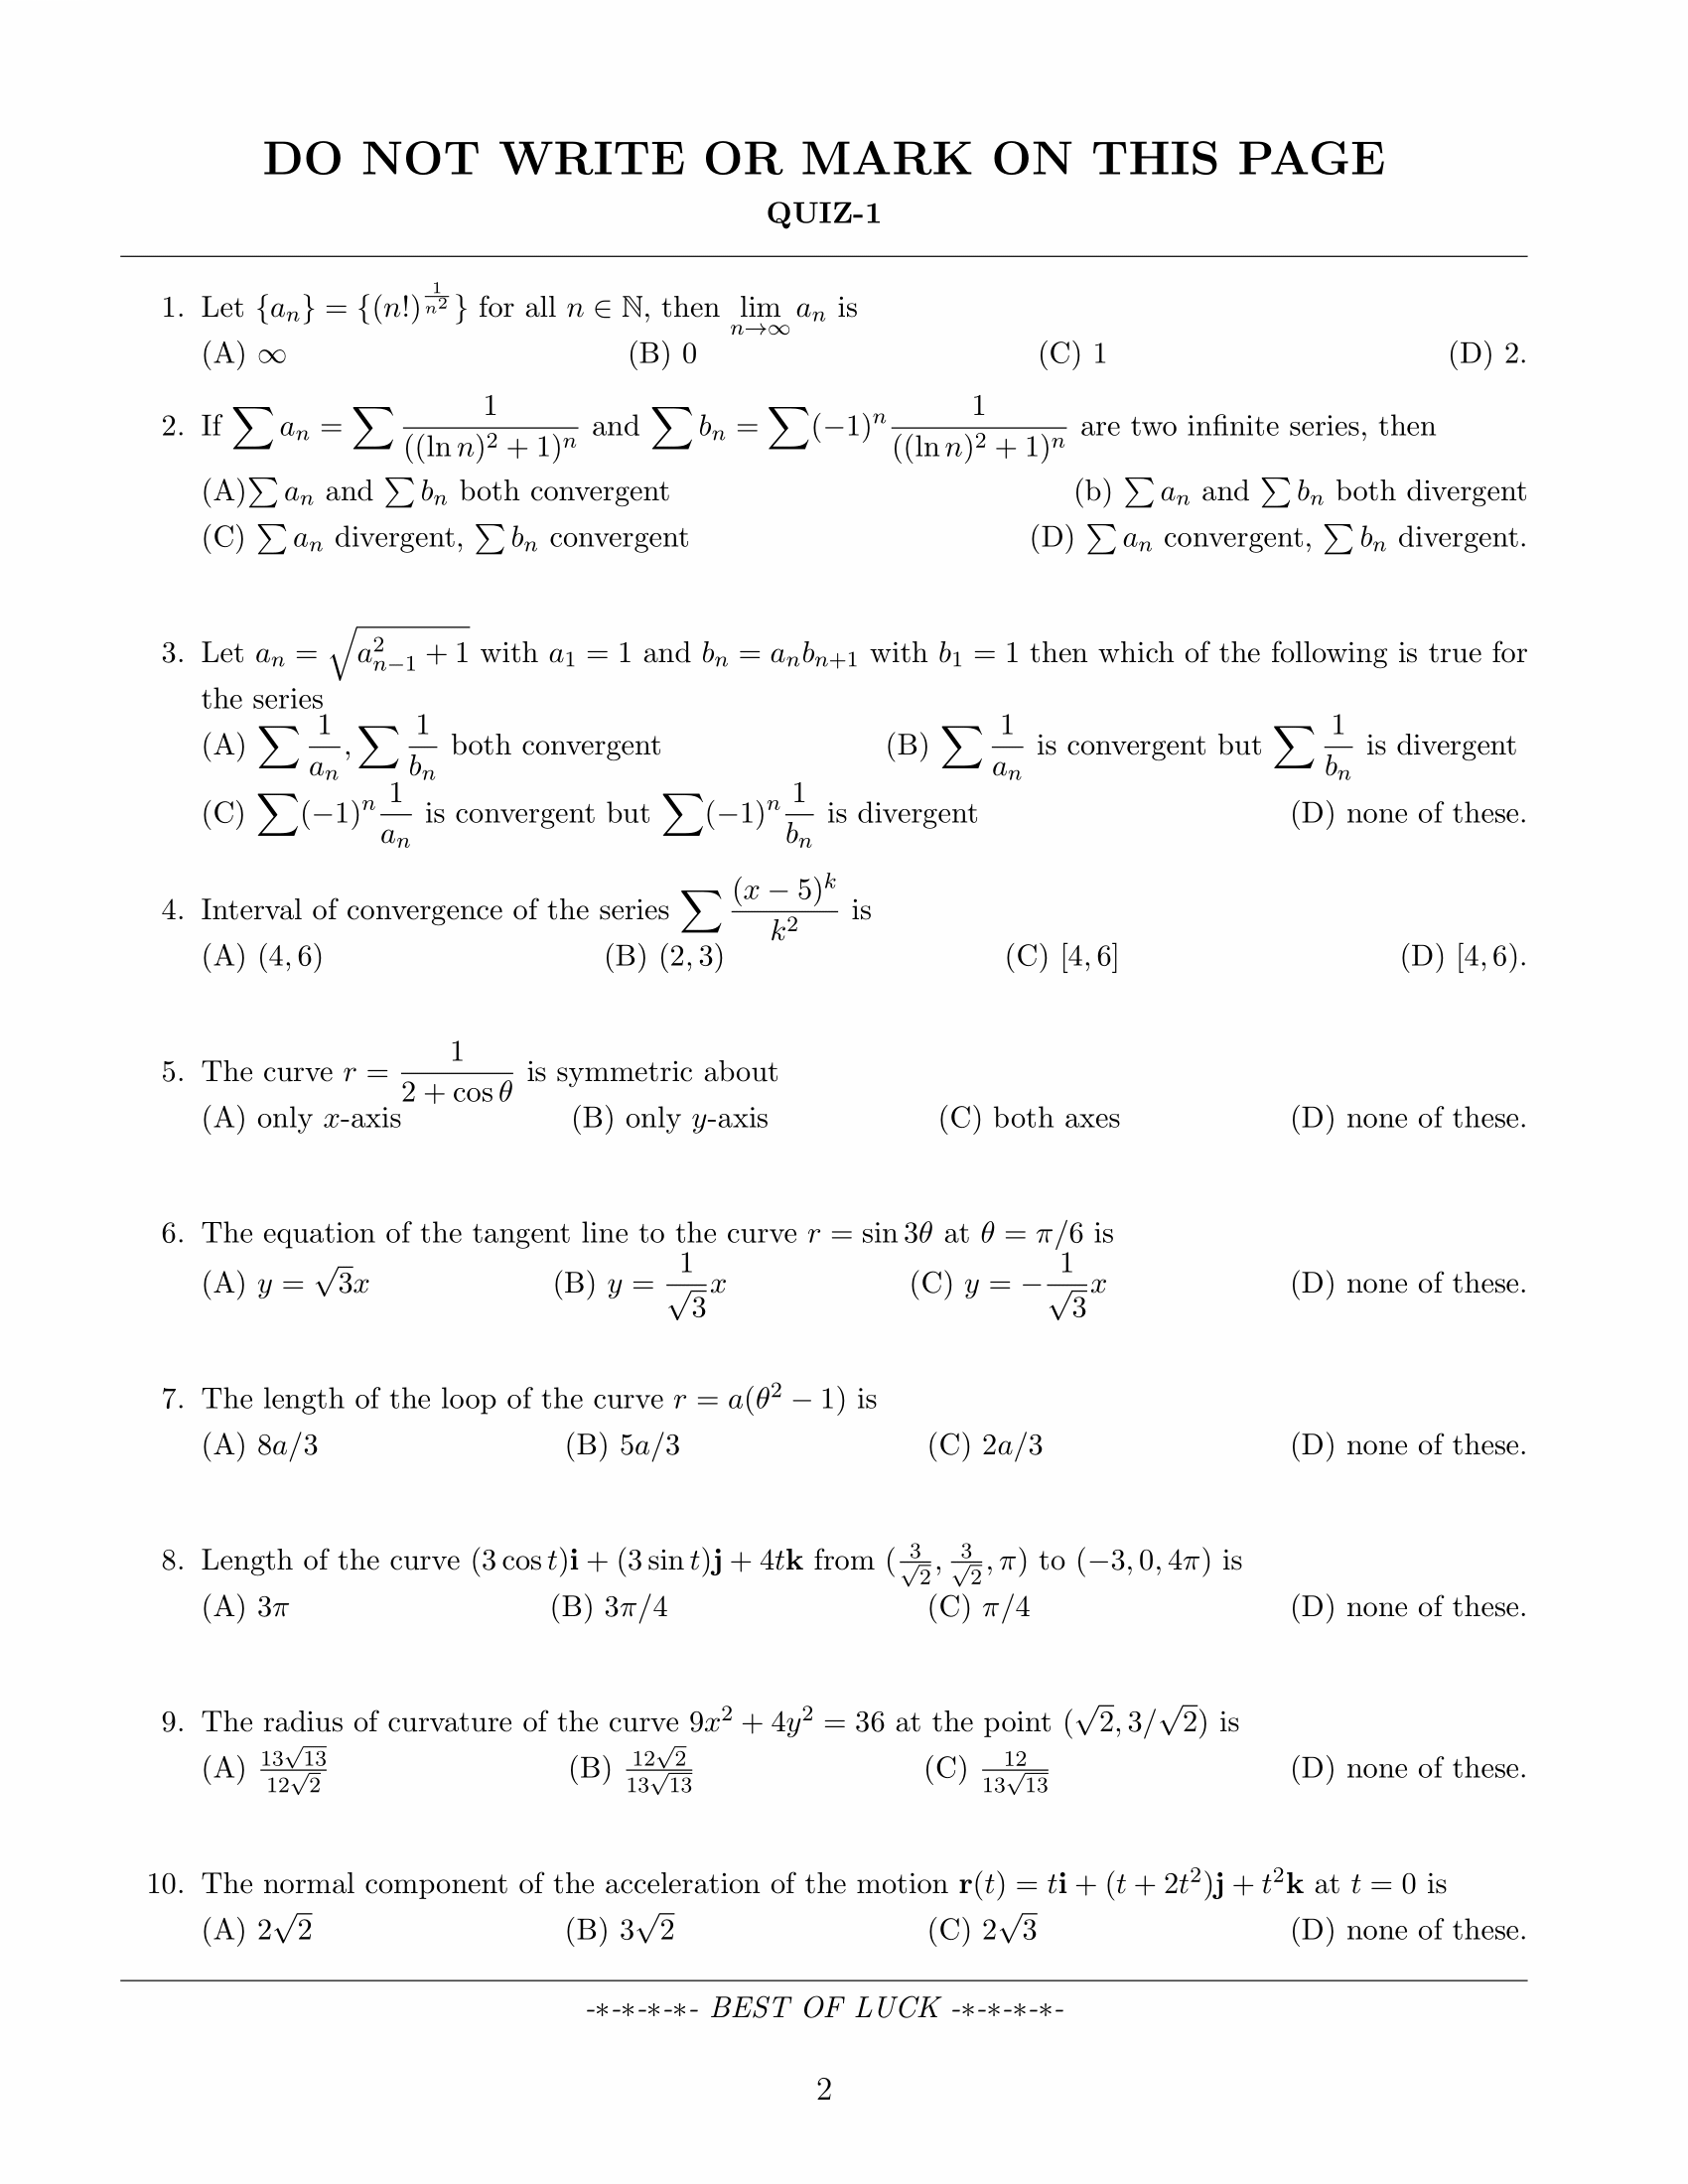 DO NOT WRITE OR MARK ON THIS PAGE
QUIZ-1
1. Let $\{a_n\} = \{(n!)^{\frac{1}{n^2}}\}$ for all $n \in \mathbb{N}$, then $\lim_{n \to \infty} a_n$ is
(A) $\infty$ (B) 0 (C) 1 (D) 2.
2. If $\sum a_n = \sum \frac{1}{((\ln n)^2 + 1)^n}$ and $\sum b_n = \sum (-1)^n \frac{1}{((\ln n)^2 + 1)^n}$ are two infinite series, then
(A)$\sum a_n$ and $\sum b_n$ both convergent (b) $\sum a_n$ and $\sum b_n$ both divergent
(C) $\sum a_n$ divergent, $\sum b_n$ convergent (D) $\sum a_n$ convergent, $\sum b_n$ divergent.
3. Let $a_n = \sqrt{a_{n-1}^2 + 1}$ with $a_1 = 1$ and $b_n = a_n b_{n+1}$ with $b_1 = 1$ then which of the following is true for
the series
(A) $\sum \frac{1}{a_n}, \sum \frac{1}{b_n}$ both convergent (B) $\sum \frac{1}{a_n}$ is convergent but $\sum \frac{1}{b_n}$ is divergent
(C) $\sum (-1)^n \frac{1}{a_n}$ is convergent but $\sum (-1)^n \frac{1}{b_n}$ is divergent (D) none of these.
4. Interval of convergence of the series $\sum \frac{(x-5)^k}{k^2}$ is
(A) $(4, 6)$ (B) $(2, 3)$ (C) $[4, 6]$ (D) $[4, 6)$.
5. The curve $r = \frac{1}{2 + \cos \theta}$ is symmetric about
(A) only $x$-axis (B) only $y$-axis (C) both axes (D) none of these.
6. The equation of the tangent line to the curve $r = \sin 3\theta$ at $\theta = \pi/6$ is
(A) $y = \sqrt{3}x$ (B) $y = \frac{1}{\sqrt{3}}x$ (C) $y = -\frac{1}{\sqrt{3}}x$ (D) none of these.
7. The length of the loop of the curve $r = a(\theta^2 - 1)$ is
(A) $8a/3$ (B) $5a/3$ (C) $2a/3$ (D) none of these.
8. Length of the curve $(3\cos t)\mathbf{i} + (3\sin t)\mathbf{j} + 4t\mathbf{k}$ from $(\frac{3}{\sqrt{2}}, \frac{3}{\sqrt{2}}, \pi)$ to $(-3, 0, 4\pi)$ is
(A) $3\pi$ (B) $3\pi/4$ (C) $\pi/4$ (D) none of these.
9. The radius of curvature of the curve $9x^2 + 4y^2 = 36$ at the point $(\sqrt{2}, 3/\sqrt{2})$ is
(A) $\frac{13\sqrt{13}}{12\sqrt{2}}$ (B) $\frac{12\sqrt{2}}{13\sqrt{13}}$ (C) $\frac{12}{13\sqrt{13}}$ (D) none of these.
10. The normal component of the acceleration of the motion $\mathbf{r}(t) = t\mathbf{i} + (t + 2t^2)\mathbf{j} + t^2\mathbf{k}$ at $t = 0$ is
(A) $2\sqrt{2}$ (B) $3\sqrt{2}$ (C) $2\sqrt{3}$ (D) none of these.
-*-*-*-*- BEST OF LUCK -*-*-*-*-
2